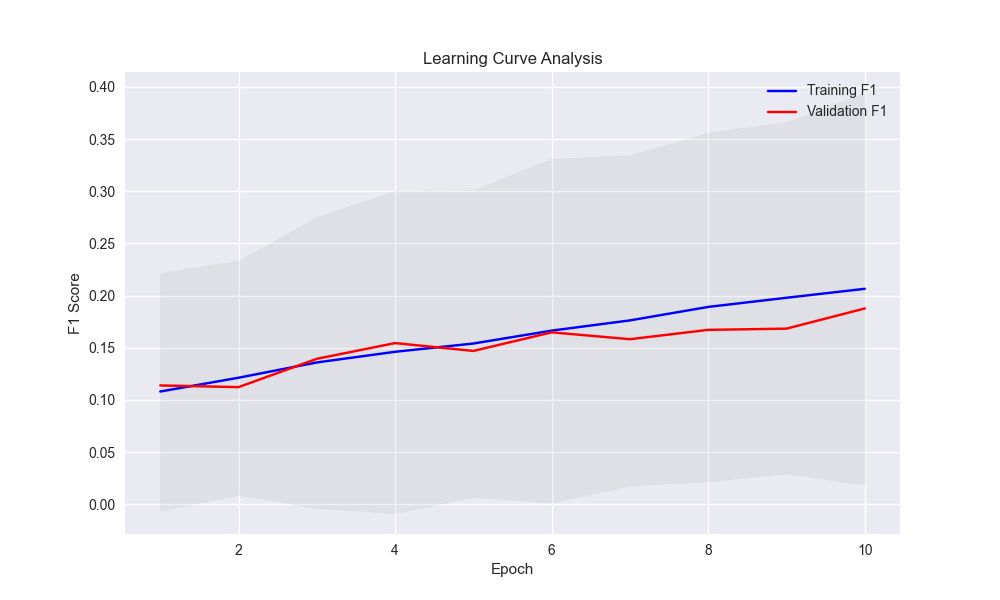 Learning Curve Analysis
Training F1
Validation F1
0.40
0.35
0.30
0.25
0.20
0.15
0.10
0.05
0.00
F1 Score
2
4
6
8
10
Epoch